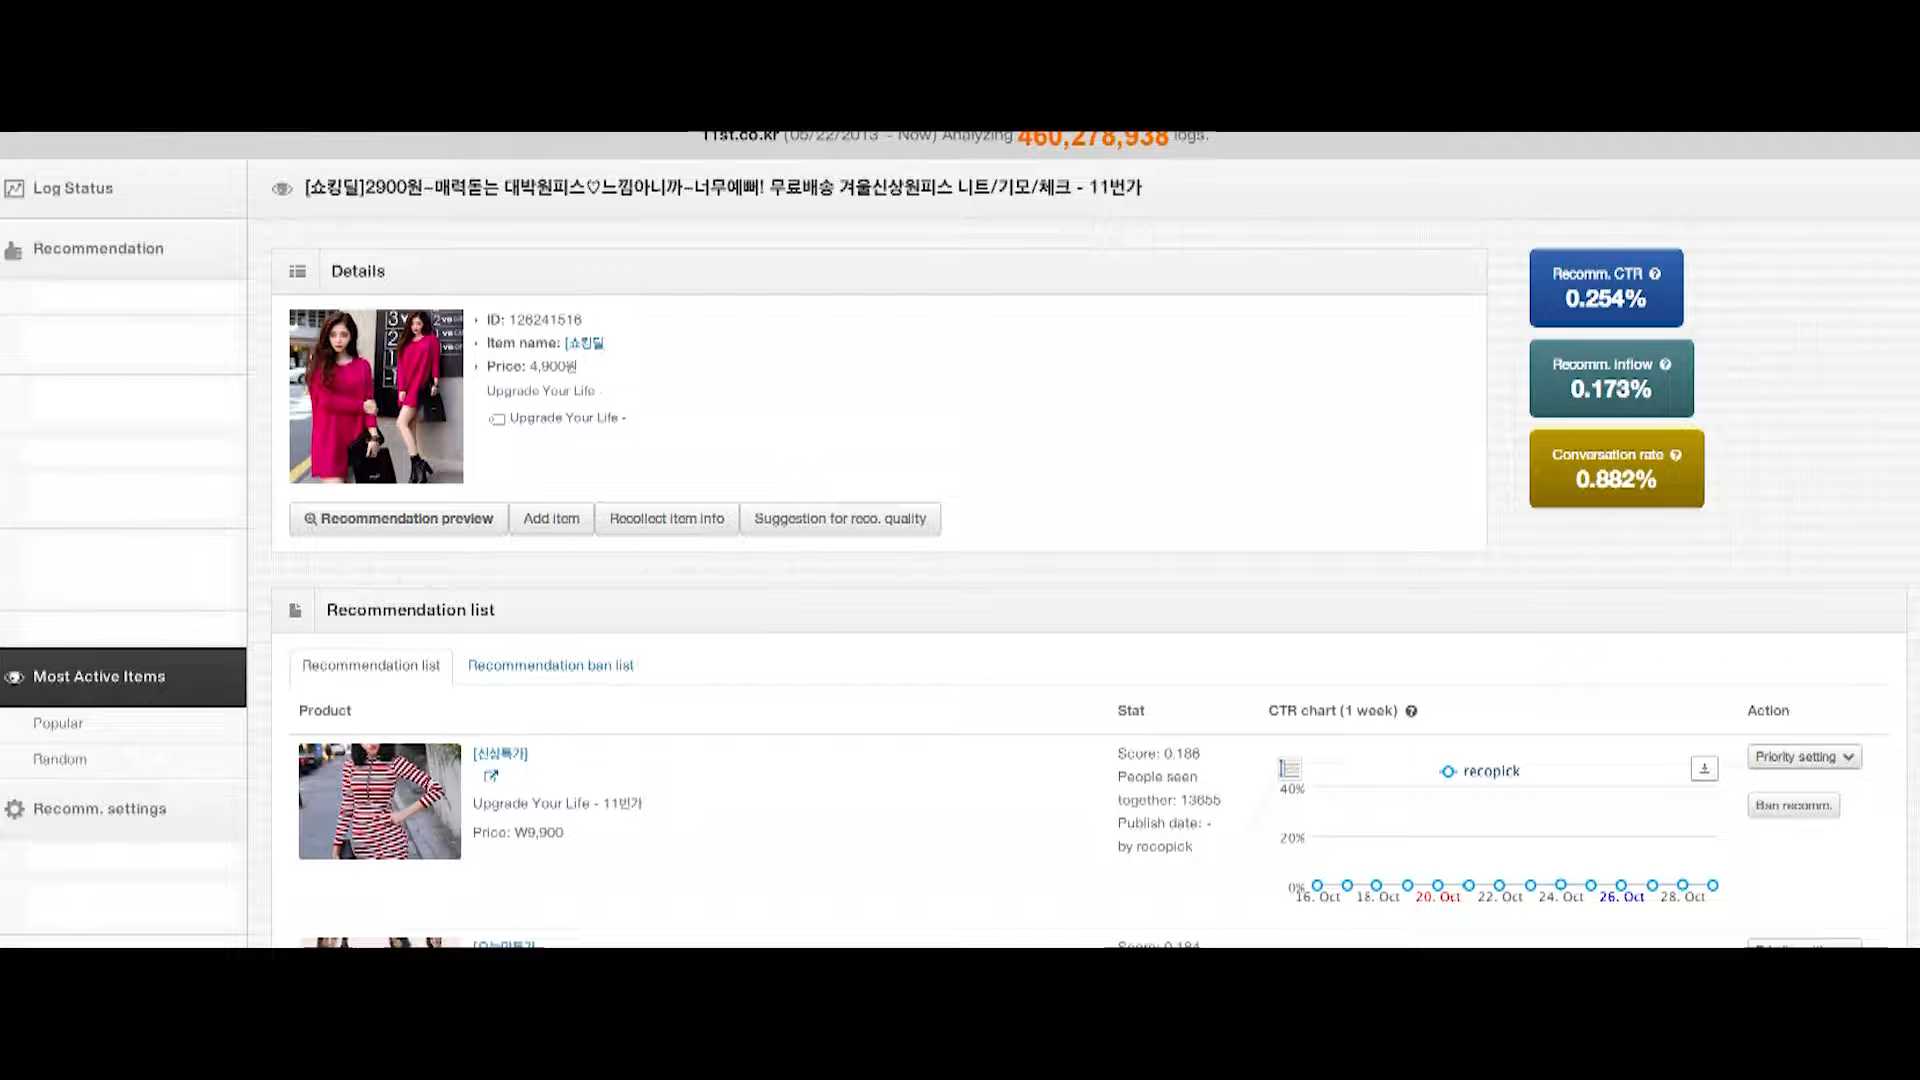 11st.co.kr (06/22/2013 ~ Now) Analyzing 460,278,938 logs.
Log Status
[쇼킹딜]2900원~매력돋는 대박원피스♡느낌아니까~너무예뻐! 무료배송 겨울신상원피스 니트/기모/체크 - 11번가
Recommendation
Details
ID: 126241516
Item name: [쇼킹딜
Price: 4,900원
Upgrade Your Life -
Upgrade Your Life -
Recomm. CTR
0.254%
Recomm. inflow
0.173%
Conversation rate
0.882%
Recommendation preview
Add item
Recollect item info
Suggestion for reco. quality
Recommendation list
Recommendation list
Recommendation ban list
Most Active Items
Popular
Random
Recomm. settings
Product
Stat
CTR chart (1 week)
Action
[신상특가]
Upgrade Your Life - 11번가
Price: ₩9,900
Score: 0.186
People seen
together: 13655
Publish date: -
by recopick
recopick
40%
20%
0%
16. Oct 18. Oct 20. Oct 22. Oct 24. Oct 26. Oct 28. Oct
Priority setting
Ban recomm.
Score: 0.184